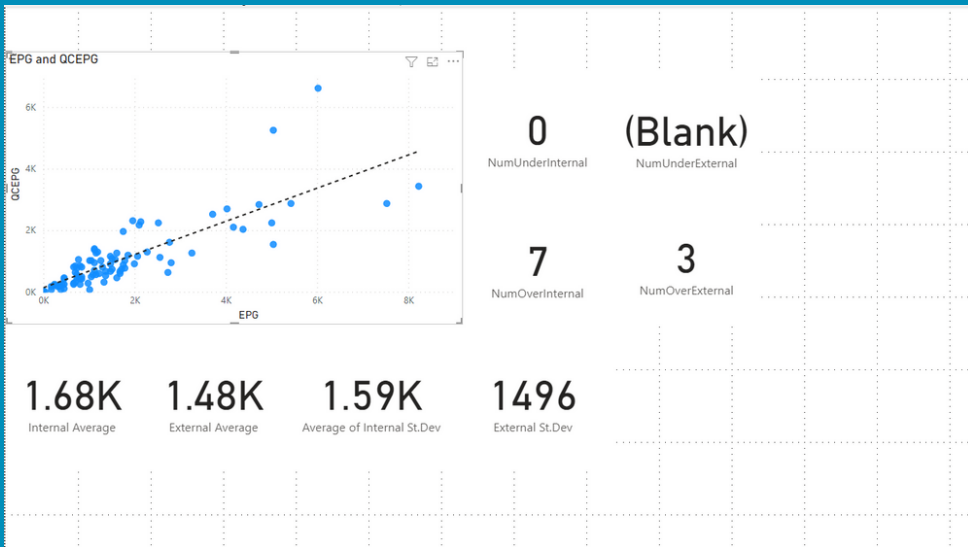 EPG and QCEPG
6K
4K
2K
0K
QCEPG
0K 2K 4K 6K 8K
EPG
0
NumUnderInternal
(Blank)
NumUnderExternal
7
NumOverInternal
3
NumOverExternal
1.68K
Internal Average
1.48K
External Average
1.59K
Average of Internal St.Dev
1496
External St.Dev